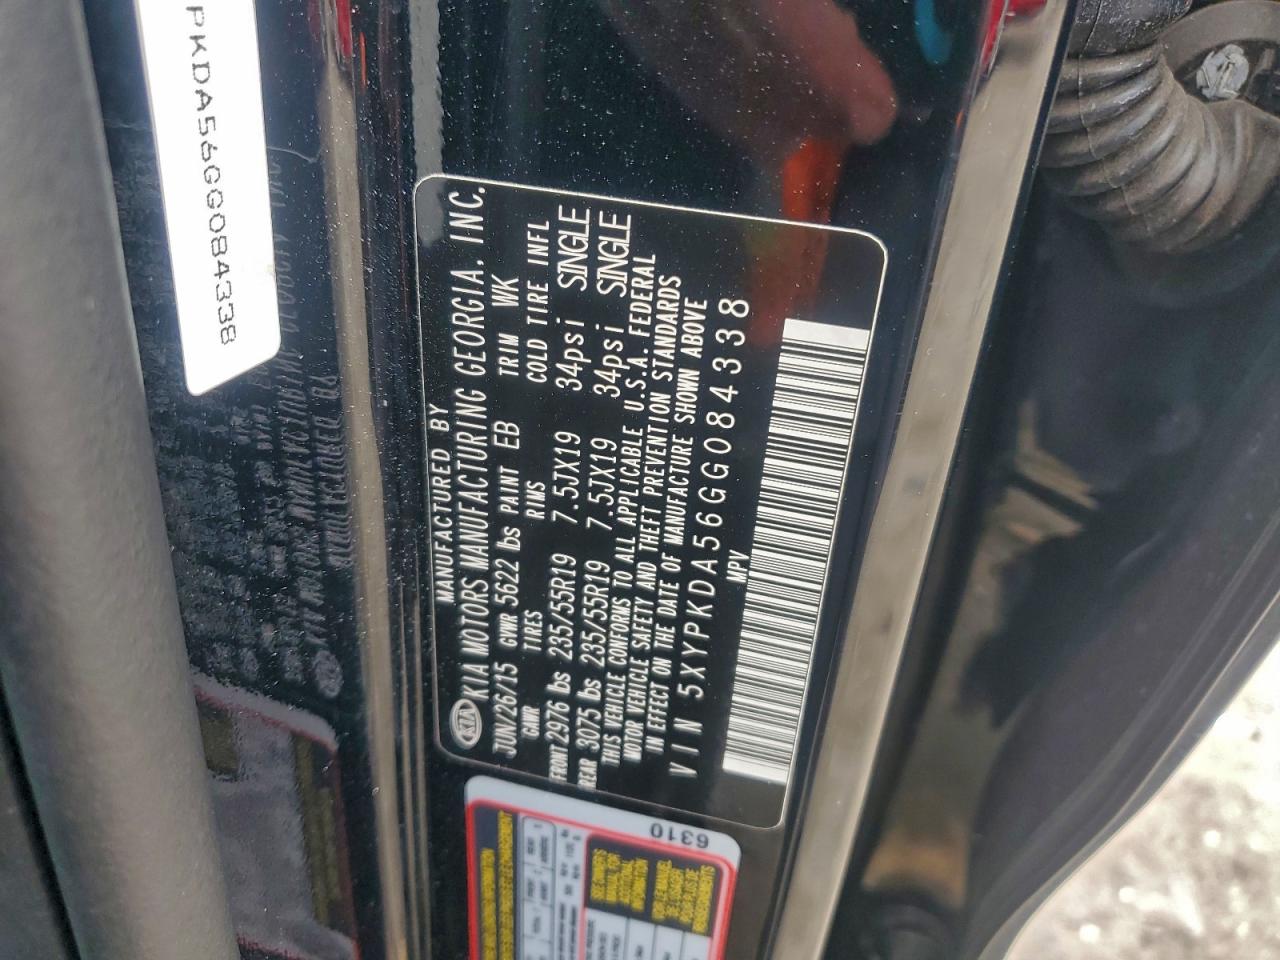 PKDA56GG084338
MANUFACTURED BY
KIA KIA MOTORS MANUFACTURING GEORGIA, INC.
JUN/26/15 GVWR 5622 lbs PAINT EB TRIM WK
GAWR TIRES RIMS COLD TIRE INFL
FRONT 2976 lbs 235/55R19 7.5JX19 34psi SINGLE
REAR 3075 lbs 235/55R19 7.5JX19 34psi SINGLE
THIS VEHICLE CONFORMS TO ALL APPLICABLE U.S.A. FEDERAL
MOTOR VEHICLE SAFETY AND THEFT PREVENTION STANDARDS
IN EFFECT ON THE DATE OF MANUFACTURE SHOWN ABOVE
VIN 5XYPKDA56GG084338
MPV
6310